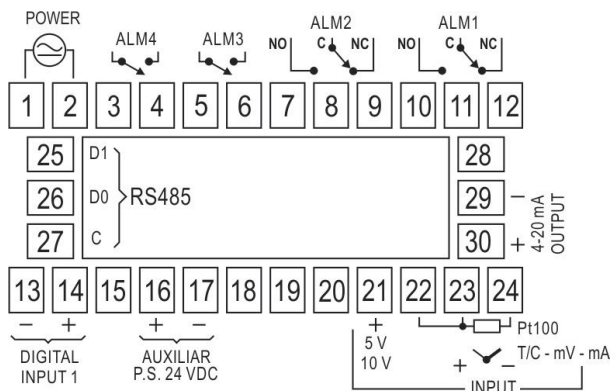 POWER
ALM4 ALM3 ALM2 ALM1
NO C NC NO C NC
1 2 3 4 5 6 7 8 9 10 11 12
25 D1 28
26 D0 RS485 29 −
27 C 30 +
4-20 mA
OUTPUT
13 14 15 16 17 18 19 20 21 22 23 24
− + + − +
DIGITAL
INPUT 1
AUXILIAR
P.S. 24 VDC
5 V
10 V
Pt100
+ − T/C - mV - mA
INPUT